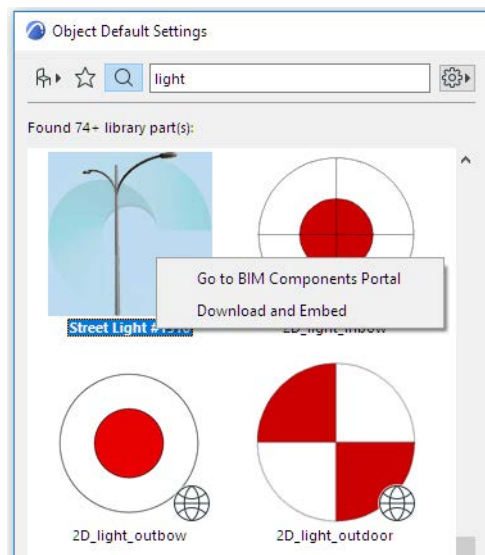 Object Default Settings
light
Found 74+ library part(s):
Go to BIM Components Portal
Download and Embed
Street Light
2D_light_inbow
2D_light_outbow
2D_light_outdoor